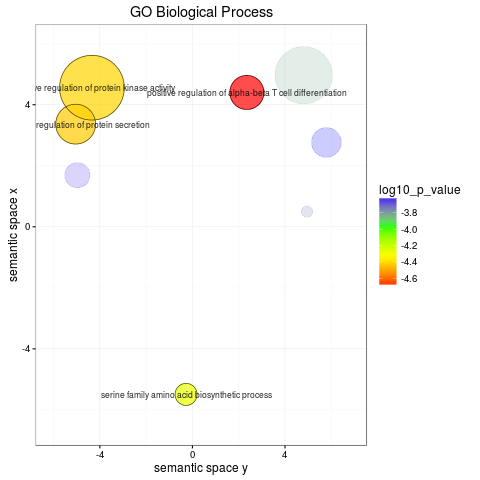 GO Biological Process
ve regulation of protein kinase activity
positive regulation of alpha-beta T cell differentiation
regulation of protein secretion
serine family amino acid biosynthetic process
4
0
-4
-4
0
4
semantic space x
semantic space y
log10_p_value
-3.8
-4.0
-4.2
-4.4
-4.6